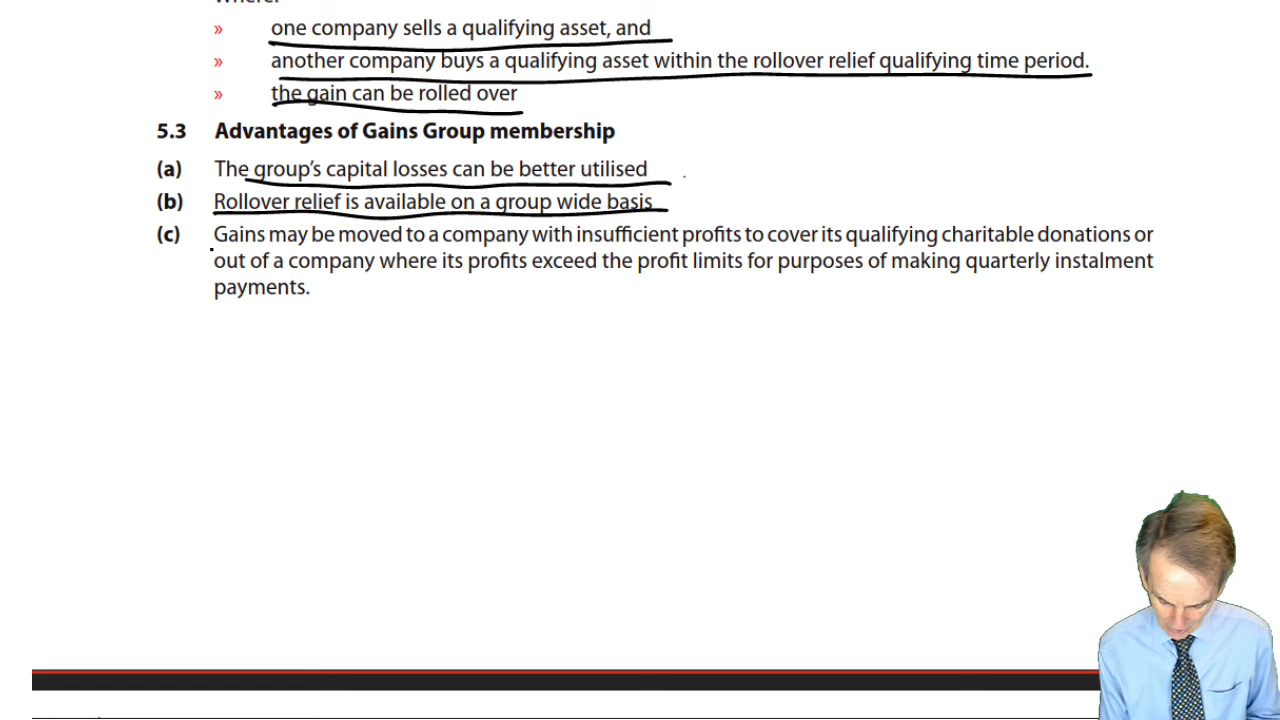 » one company sells a qualifying asset, and
» another company buys a qualifying asset within the rollover relief qualifying time period.
» the gain can be rolled over
5.3 Advantages of Gains Group membership
(a) The group's capital losses can be better utilised
(b) Rollover relief is available on a group wide basis
(c) Gains may be moved to a company with insufficient profits to cover its qualifying charitable donations or
out of a company where its profits exceed the profit limits for purposes of making quarterly instalment
payments.